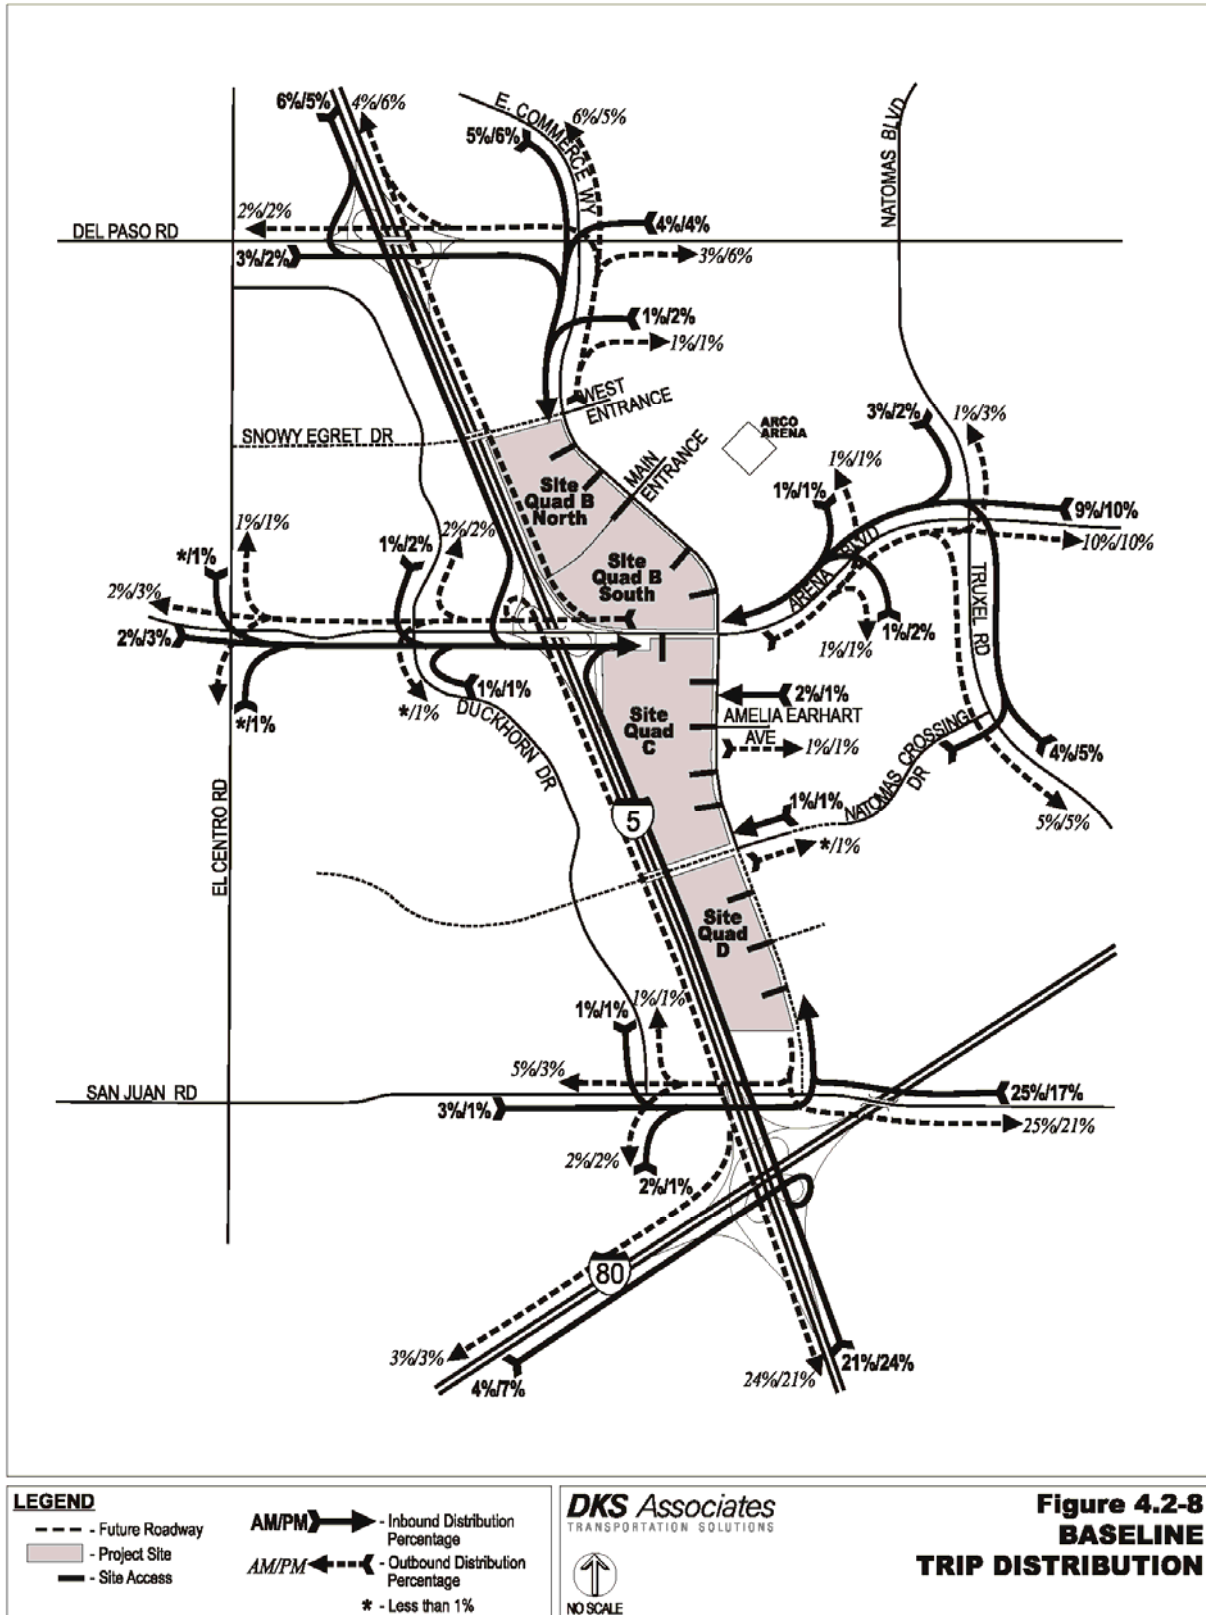 6%/5%
4%/6%
E. COMMERCE WY
6%/5%
5%/6%
NATOMAS BLVD
2%/2%
DEL PASO RD
4%/4%
3%/2%
3%/6%
1%/2%
1%/1%
WEST
ENTRANCE
SNOWY EGRET DR
MAIN
ENTRANCE
ARCO
ARENA
3%/2%
1%/3%
1%/1%
1%/1%
9%/10%
10%/10%
Site
Quad B
North
1%/1%
2%/2%
1%/2%
*/1%
Site
Quad B
South
ARENA BLVD
TRUXEL RD
2%/3%
2%/3%
1%/2%
1%/1%
*/1%
*/1%
1%/1%
DUCKHORN DR
2%/1%
Site
Quad
C
AMELIA EARHART
AVE
1%/1%
NATOMAS CROSSING
DR
4%/5%
5%/5%
1%/1%
*/1%
5
EL CENTRO RD
Site
Quad
D
1%/1%
1%/1%
5%/3%
SAN JUAN RD
3%/1%
25%/17%
25%/21%
2%/2%
2%/1%
80
3%/3%
4%/7%
24%/21%
21%/24%
LEGEND
- Future Roadway
- Project Site
- Site Access
AM/PM - Inbound Distribution
Percentage
AM/PM - Outbound Distribution
Percentage
* - Less than 1%
DKS Associates
TRANSPORTATION SOLUTIONS
NO SCALE
Figure 4.2-8
BASELINE
TRIP DISTRIBUTION